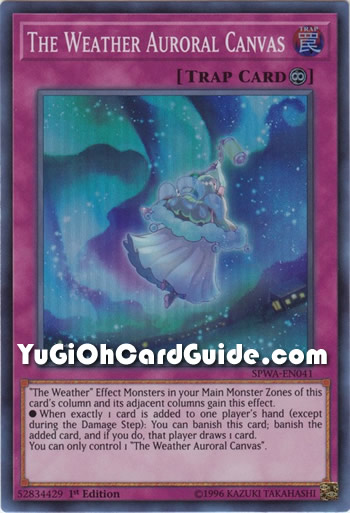 THE WEATHER AURORAL CANVAS
TRAP
罠
[TRAP CARD]
YuGiOhCardGuide.com
SPWA-EN041
"The Weather" Effect Monsters in your Main Monster Zones of this
card's column and its adjacent columns gain this effect.
●When exactly 1 card is added to one player's hand (except
during the Damage Step): You can banish this card; banish the
added card, and if you do, that player draws 1 card.
You can only control 1 "The Weather Auroral Canvas".
52834429 1st Edition ©1996 KAZUKI TAKAHASHI